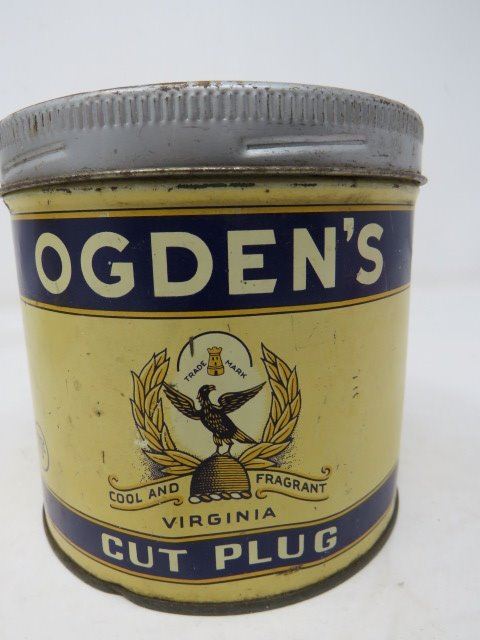 OGDEN'S
TRADE MARK
COOL AND FRAGRANT
VIRGINIA
CUT PLUG